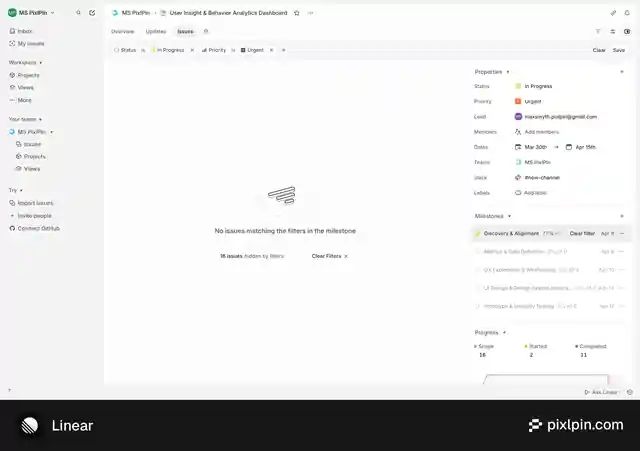 MS PixlPin
MS PixlPin
User Insight & Behavior Analytics Dashboard
Inbox
My issues
Workspace
Projects
Views
More
Your teams
MS PixlPin
Issues
Projects
Views
Try
Import issues
Invite people
Connect GitHub
Overview
Updates
Issues
Status
is
In Progress
Priority
is
Urgent
Clear
Save
No issues matching the filters in the milestone
16 issues hidden by filters
Clear Filters
Properties
Status
In Progress
Priority
Urgent
Lead
Members
Add members
Dates
Mar 30th
Apr 15th
Teams
MS PixlPin
Slack
#new-channel
Labels
Add label
Milestones
Discovery & Alignment
Clear filter
Progress
Scope
16
Started
2
Completed
11
Ask Linear
Linear
pixlpin.com